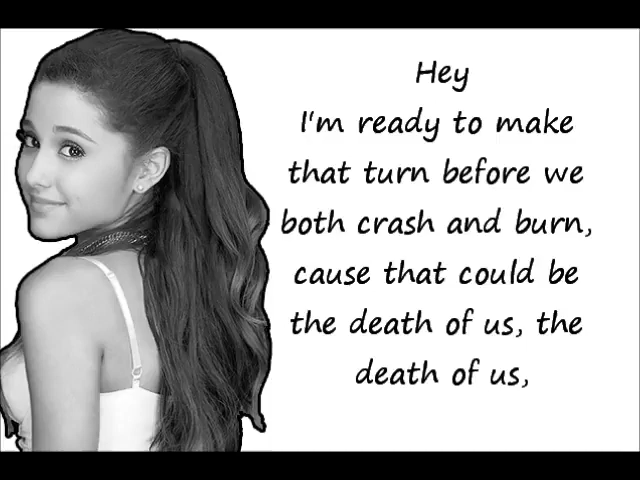 Hey
I'm ready to make
that turn before we
both crash and burn,
cause that could be
the death of us, the
death of us,